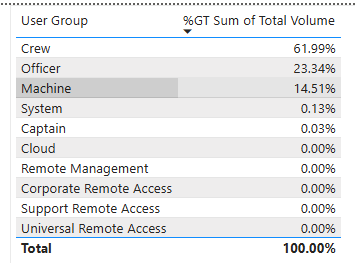 User Group %GT Sum of Total Volume
Crew 61.99%
Officer 23.34%
Machine 14.51%
System 0.13%
Captain 0.03%
Cloud 0.00%
Remote Management 0.00%
Corporate Remote Access 0.00%
Support Remote Access 0.00%
Universal Remote Access 0.00%
Total 100.00%